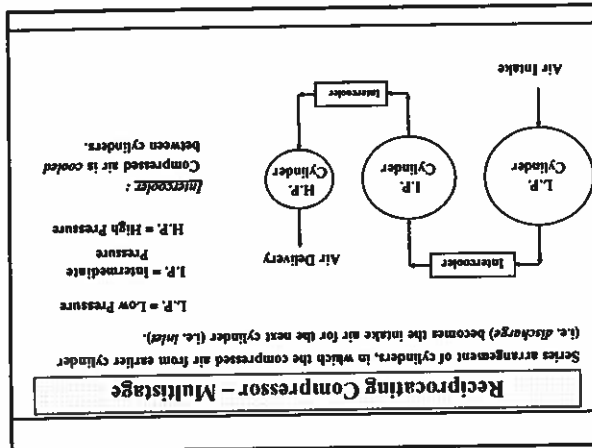 Reciprocating Compressor – Multistage
Series arrangement of cylinders, in which the compressed air from earlier cylinder
(i.e. discharge) becomes the intake air for the next cylinder (i.e. inlet).
Intercooler
Air Delivery
L.P.
Cylinder
I.P.
Cylinder
H.P.
Cylinder
Intercooler
Air Intake
L.P. = Low Pressure
I.P. = Intermediate
Pressure
H.P. = High Pressure
Intercooler :
Compressed air is cooled
between cylinders.